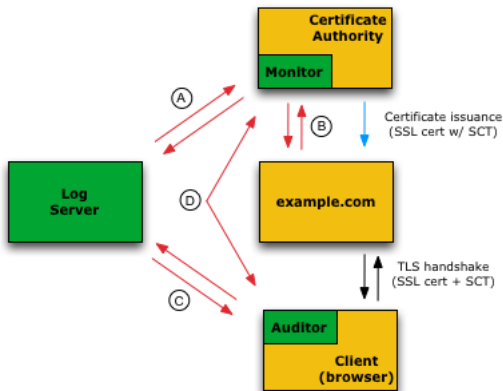 Certificate
Authority
Monitor
A
B
Certificate issuance
(SSL cert w/ SCT)
Log
Server
D
example.com
TLS handshake
(SSL cert + SCT)
C
Auditor
Client
(browser)